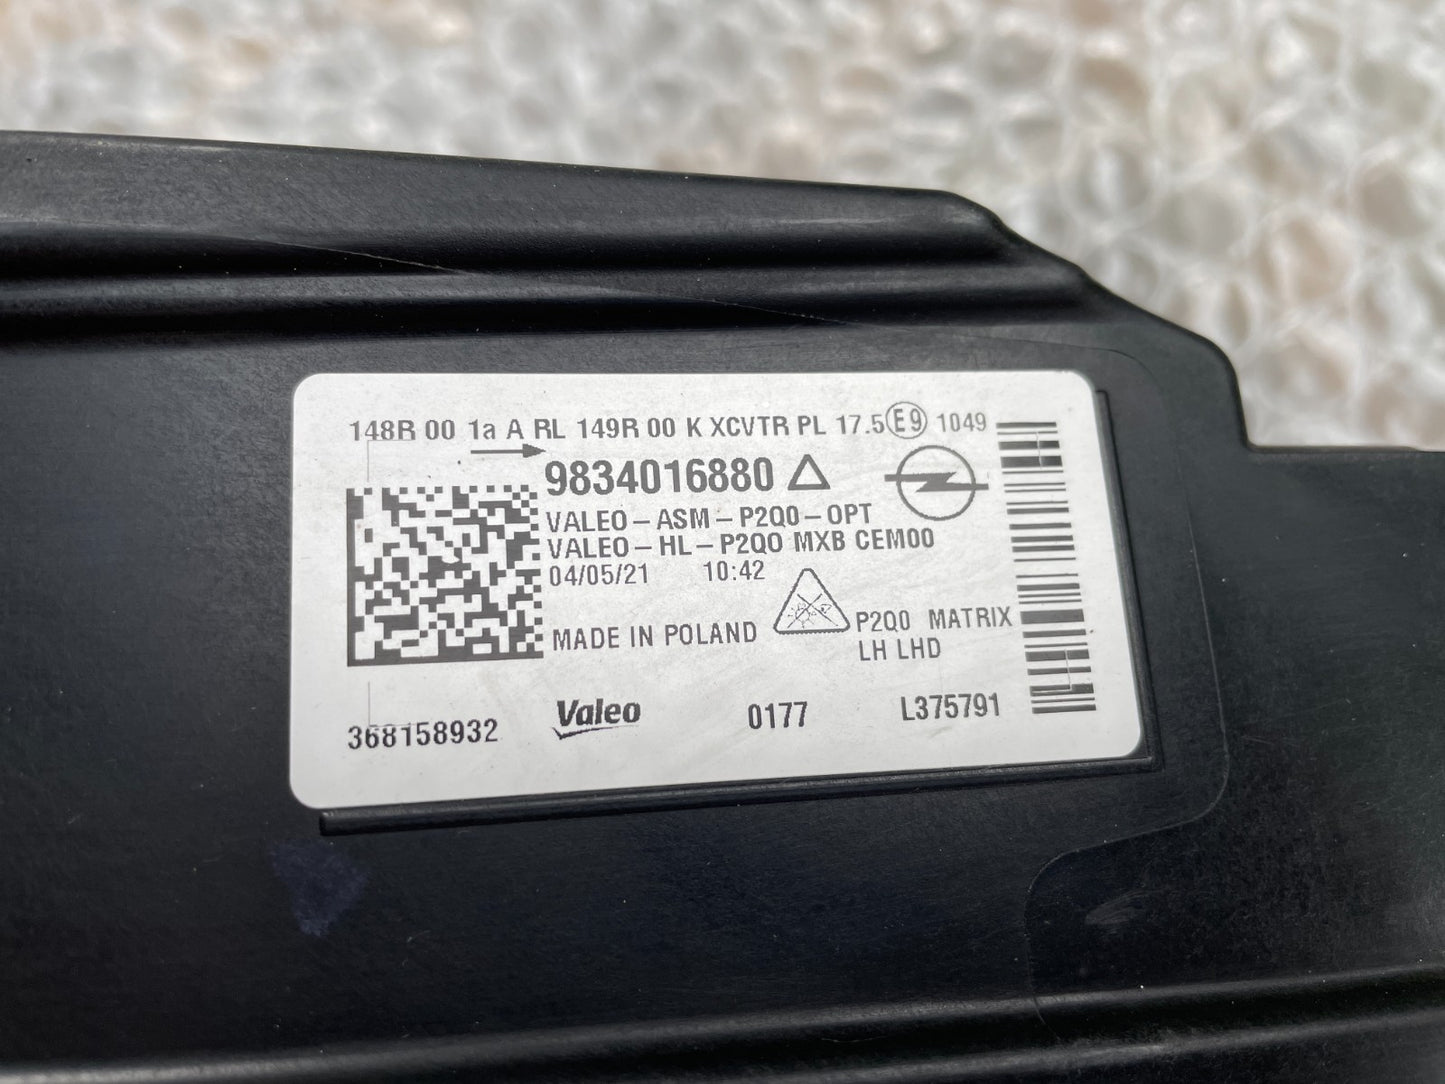 148R 00 1a A RL 149R 00 K XCVTR PL 17.5 E9 1049
9834016880
VALEO-ASM-P2Q0-OPT
VALEO-HL-P2Q0 MXB CEM00
04/05/21 10:42
MADE IN POLAND
P2Q0 MATRIX
LH LHD
368158932
Valeo
0177
L375791